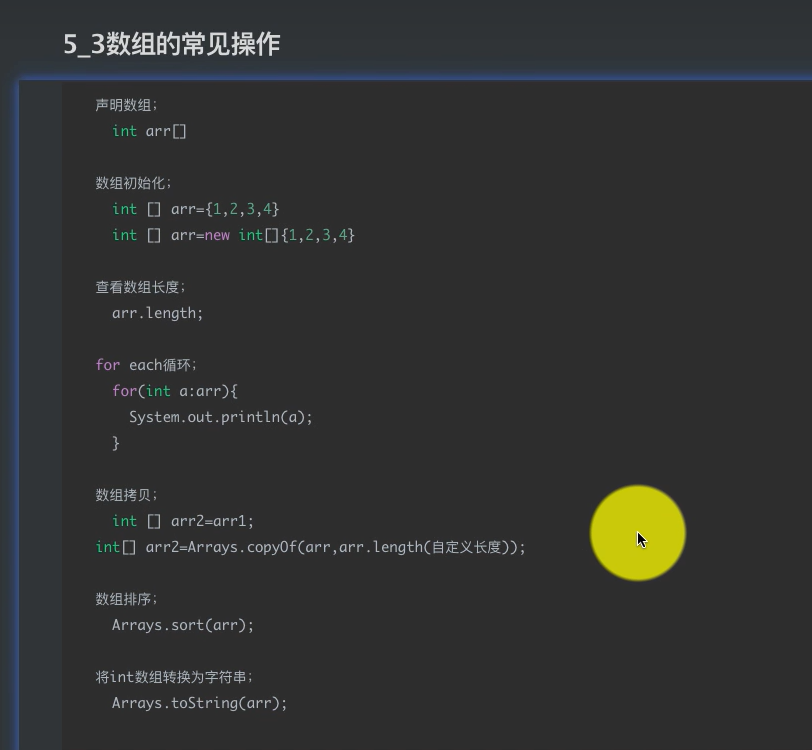 5_3数组的常见操作
声明数组;
int arr[]
数组初始化;
int [] arr={1,2,3,4}
int [] arr=new int[]{1,2,3,4}
查看数组长度;
arr.length;
for each循环;
for(int a:arr){
System.out.println(a);
}
数组拷贝;
int [] arr2=arr1;
int[] arr2=Arrays.copyOf(arr,arr.length(自定义长度));
数组排序;
Arrays.sort(arr);
将int数组转换为字符串;
Arrays.toString(arr);